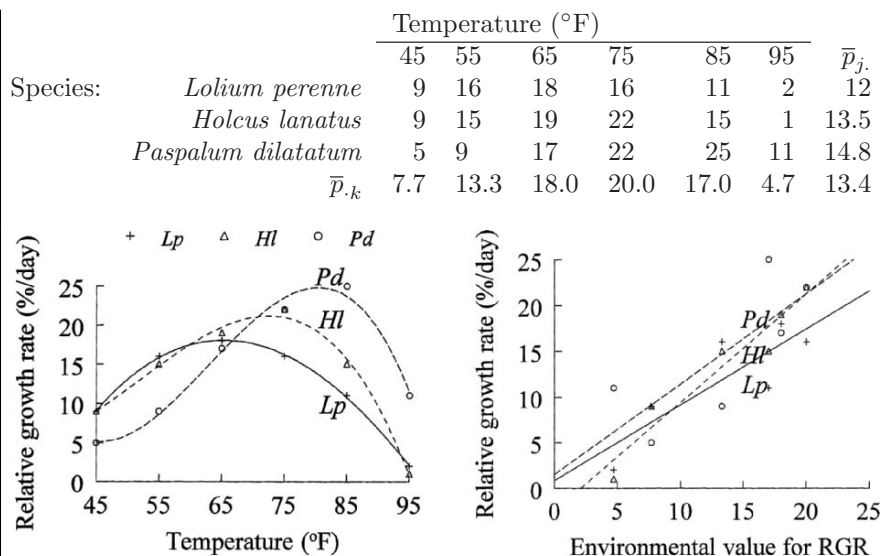 Temperature (°F)
45 55 65 75 85 95 p̅j.
Species: Lolium perenne 9 16 18 16 11 2 12
Holcus lanatus 9 15 19 22 15 1 13.5
Paspalum dilatatum 5 9 17 22 25 11 14.8
p̅.k 7.7 13.3 18.0 20.0 17.0 4.7 13.4
+ Lp △ Hl ○ Pd
Relative growth rate (%/day)
25
20
15
10
5
0
Pd
Hl
Lp
45 55 65 75 85 95
Temperature (°F)
Relative growth rate (%/day)
25
20
15
10
5
0
Pd
Hl
Lp
0 5 10 15 20 25
Environmental value for RGR